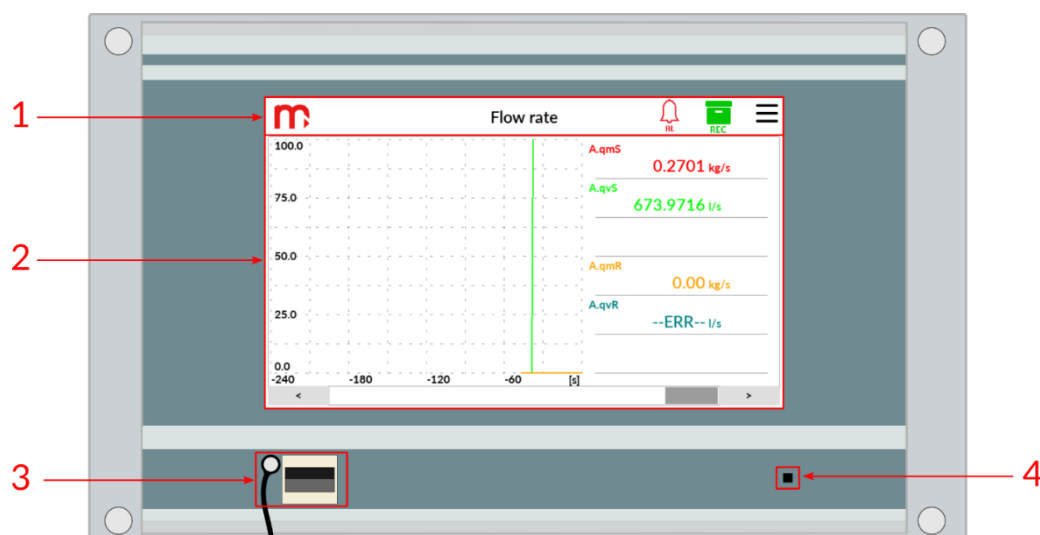 1
m
Flow rate
AL
REC
2
100.0
75.0
50.0
25.0
0.0
-240
-180
-120
-60
[s]
<
>
A.qmS
0.2701 kg/s
A.qvS
673.9716 l/s
A.qmR
0.00 kg/s
A.qvR
--ERR-- l/s
3
4